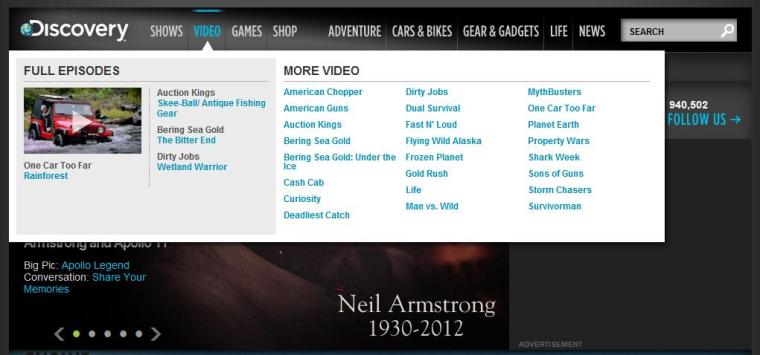 Discovery
SHOWS VIDEO GAMES SHOP ADVENTURE CARS & BIKES GEAR & GADGETS LIFE NEWS SEARCH
FULL EPISODES
One Car Too Far
Rainforest
Auction Kings
Skee-Ball/ Antique Fishing
Gear
Bering Sea Gold
The Bitter End
Dirty Jobs
Wetland Warrior
MORE VIDEO
American Chopper
American Guns
Auction Kings
Bering Sea Gold
Bering Sea Gold: Under the
Ice
Cash Cab
Curiosity
Deadliest Catch
Dirty Jobs
Dual Survival
Fast N' Loud
Flying Wild Alaska
Frozen Planet
Gold Rush
Life
Man vs. Wild
MythBusters
One Car Too Far
Planet Earth
Property Wars
Shark Week
Sons of Guns
Storm Chasers
Survivorman
940,502
FOLLOW US →
Armstrong and Apollo 11
Big Pic: Apollo Legend
Conversation: Share Your
Memories
Neil Armstrong
1930-2012
ADVERTISEMENT